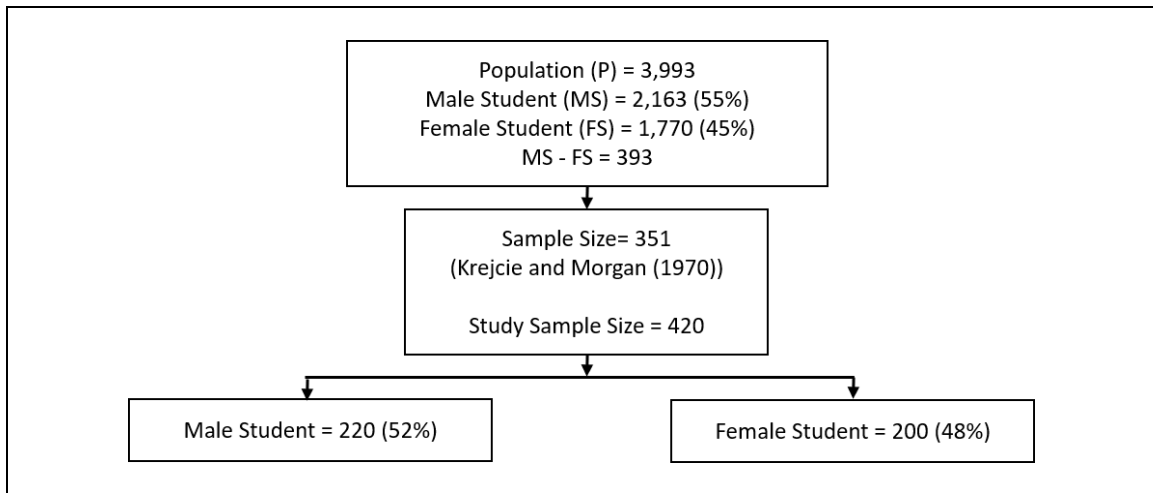 Population (P) = 3,993
Male Student (MS) = 2,163 (55%)
Female Student (FS) = 1,770 (45%)
MS - FS = 393
Sample Size= 351
(Krejcie and Morgan (1970))
Study Sample Size = 420
Male Student = 220 (52%)
Female Student = 200 (48%)